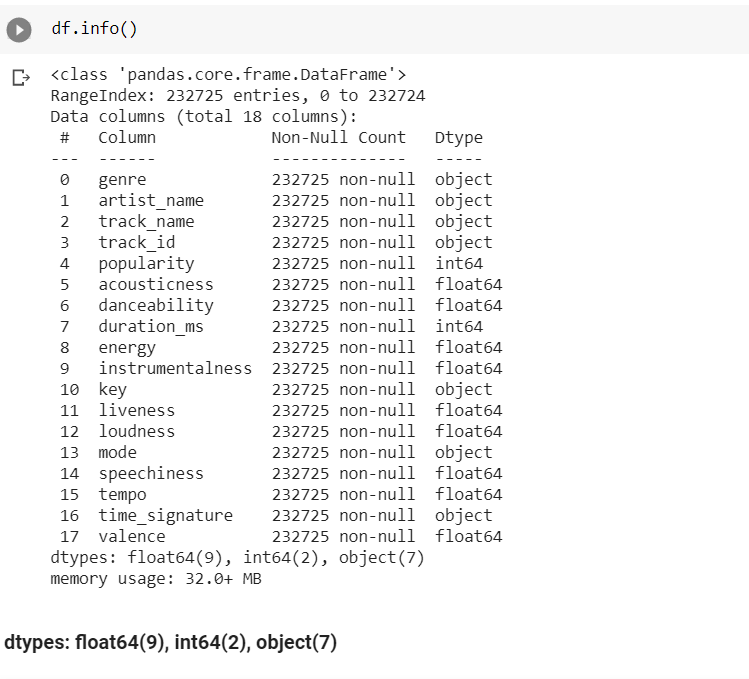 df.info()
<class 'pandas.core.frame.DataFrame'>
RangeIndex: 232725 entries, 0 to 232724
Data columns (total 18 columns):
 #   Column            Non-Null Count   Dtype
---  ------            --------------   -----
 0   genre             232725 non-null  object
 1   artist_name       232725 non-null  object
 2   track_name        232725 non-null  object
 3   track_id          232725 non-null  object
 4   popularity        232725 non-null  int64
 5   acousticness      232725 non-null  float64
 6   danceability      232725 non-null  float64
 7   duration_ms       232725 non-null  int64
 8   energy            232725 non-null  float64
 9   instrumentalness  232725 non-null  float64
 10  key               232725 non-null  object
 11  liveness          232725 non-null  float64
 12  loudness          232725 non-null  float64
 13  mode              232725 non-null  object
 14  speechiness       232725 non-null  float64
 15  tempo             232725 non-null  float64
 16  time_signature    232725 non-null  object
 17  valence           232725 non-null  float64
dtypes: float64(9), int64(2), object(7)
memory usage: 32.0+ MB
dtypes: float64(9), int64(2), object(7)